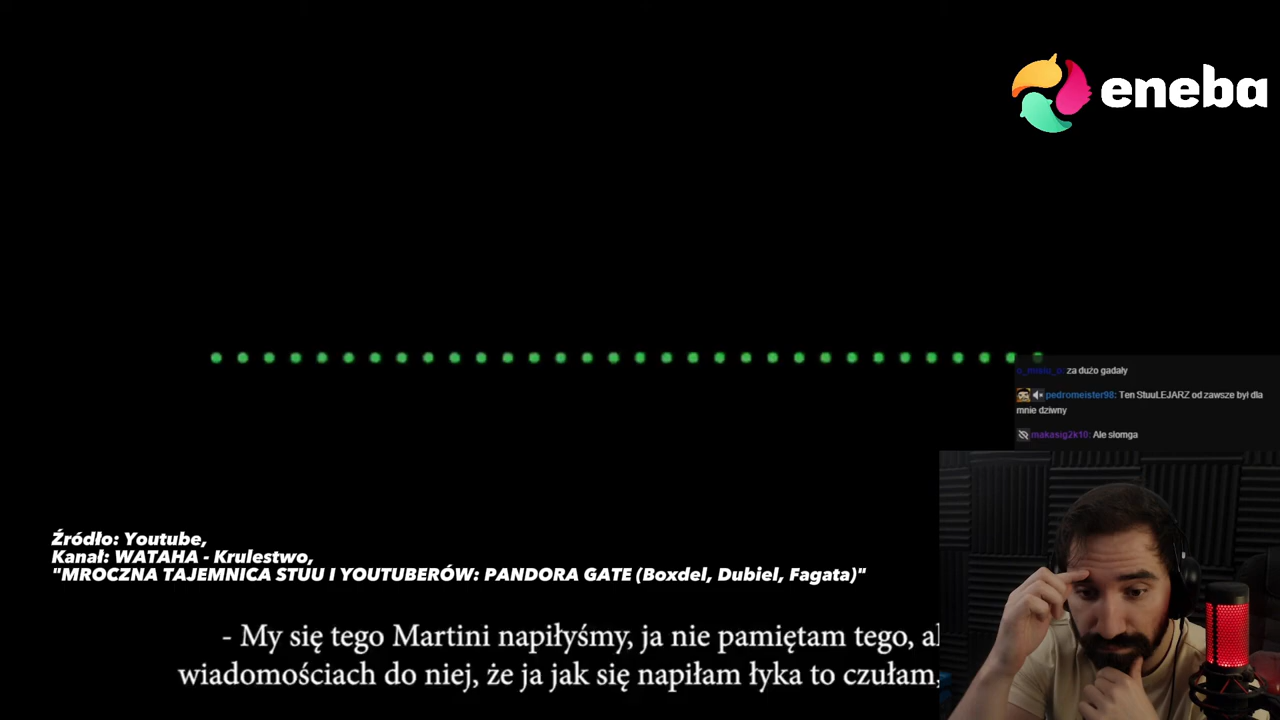 eneba
o_misiu_o: za dużo gadały
pedromeister98: Ten StuuLEJARZ od zawsze był dla
mnie dziwny
makasig2k10: Ale słomga
Źródło: Youtube,
Kanał: WATAHA - Krulestwo,
"MROCZNA TAJEMNICA STUU I YOUTUBERÓW: PANDORA GATE (Boxdel, Dubiel, Fagata)"
- My się tego Martini napiłyśmy, ja nie pamiętam tego,
wiadomościach do niej, że ja jak się napiłam łyka to czułam,